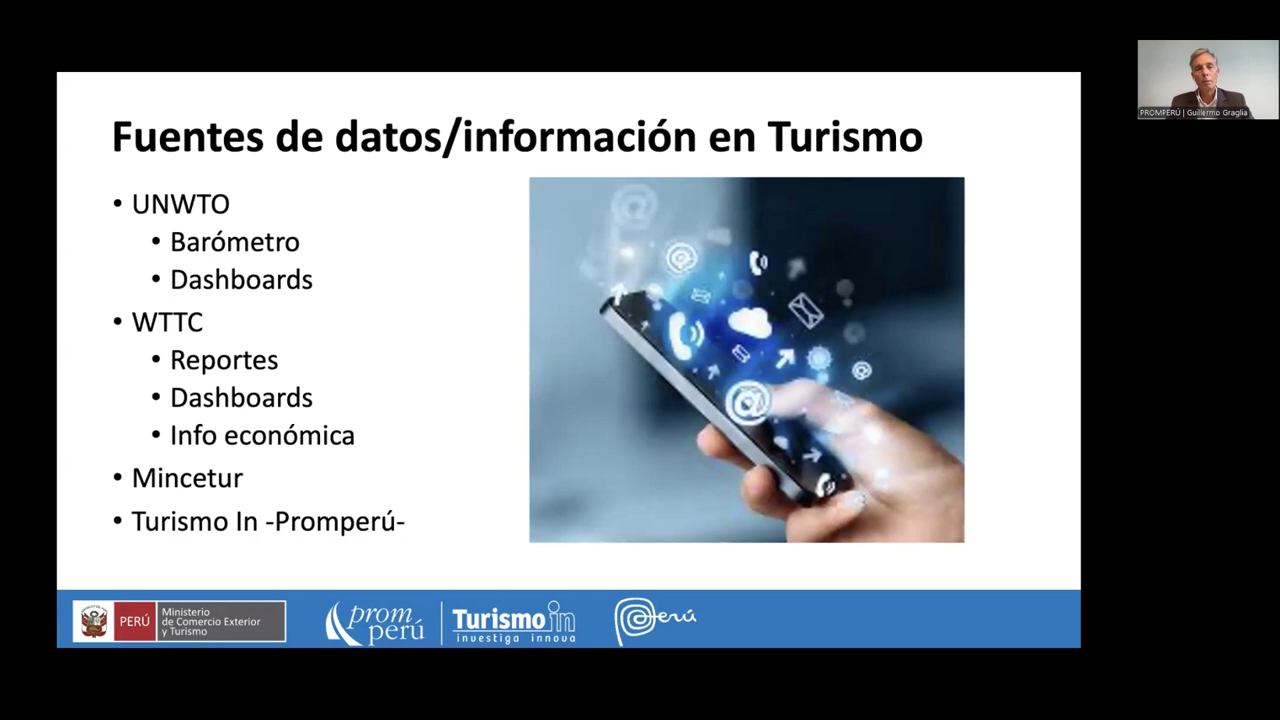 PROMPERÚ | Guillermo Graglia
Fuentes de datos/información en Turismo
• UNWTO
• Barómetro
• Dashboards
• WTTC
• Reportes
• Dashboards
• Info económica
• Mincetur
• Turismo In -Promperú-
PERÚ
Ministerio
de Comercio Exterior
y Turismo
prom
perú
Turismo in
investiga innova
Perú